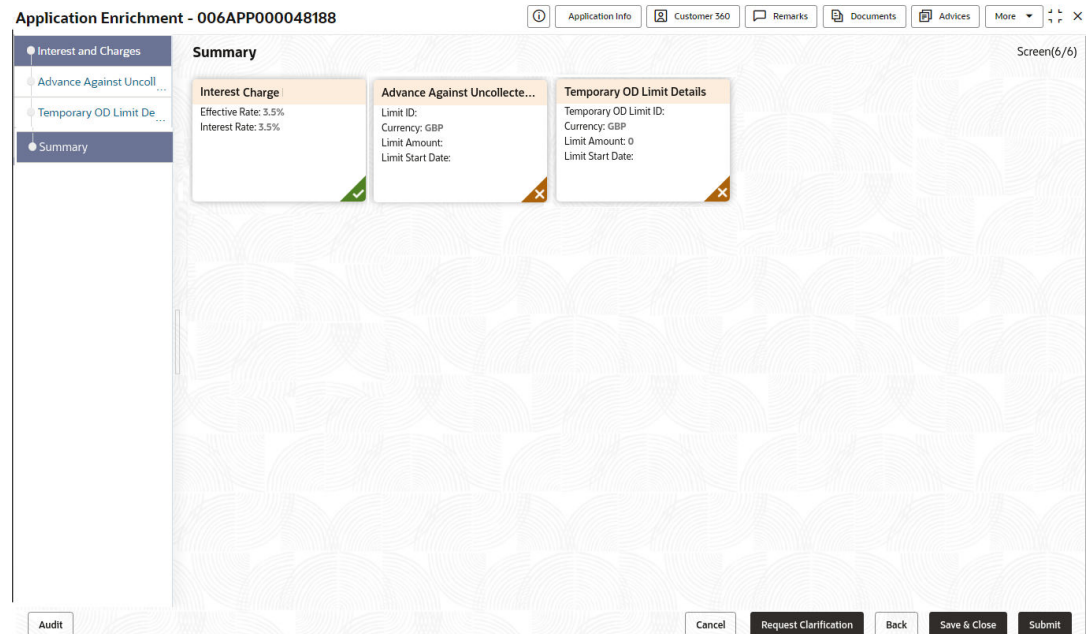 Application Enrichment - 006APP000048188
Application Info
Customer 360
Remarks
Documents
Advices
More
Interest and Charges
Advance Against Uncoll...
Temporary OD Limit De...
Summary
Summary
Screen(6/6)
Interest Charge
Effective Rate: 3.5%
Interest Rate: 3.5%
Advance Against Uncollecte...
Limit ID:
Currency: GBP
Limit Amount:
Limit Start Date:
Temporary OD Limit Details
Temporary OD Limit ID:
Currency: GBP
Limit Amount: 0
Limit Start Date:
Audit
Cancel
Request Clarification
Back
Save & Close
Submit